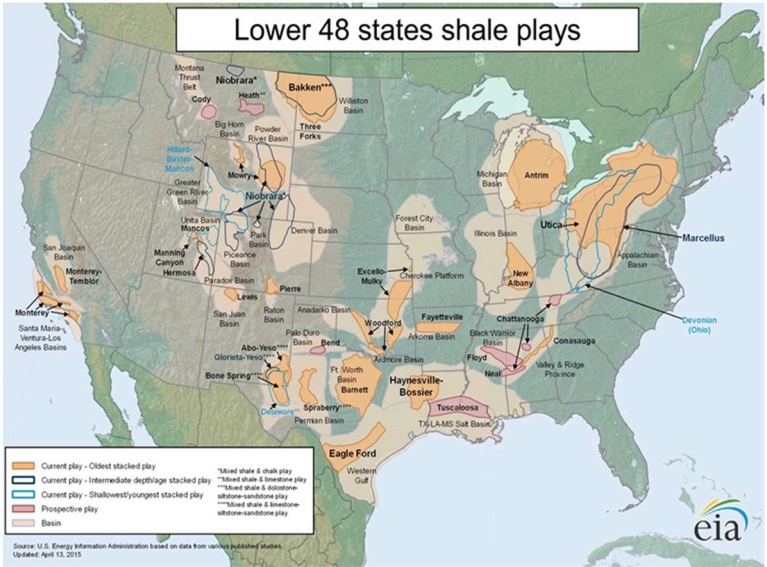 Lower 48 states shale plays
Montana
Thrust
Belt
Niobrara*
Cody
Heath**
Bakken***
Williston
Basin
Big Horn
Basin
Powder
River Basin
Three
Forks
Hilliard-
Baxter-
Mancos
Mowry
Greater
Green River
Basin
Niobrara*
Uinta Basin
Mancos
Park
Basin
Denver Basin
Manning
Canyon
Hermosa
Piceance
Basin
Paradox Basin
San Joaquin
Basin
Monterey-
Temblor
Monterey
Santa Maria-
Ventura-Los
Angeles Basins
Lewis
San Juan
Basin
Pierre
Raton
Basin
Forest City
Basin
Excello-
Mulky
Cherokee Platform
Michigan
Basin
Antrim
Illinois Basin
New
Albany
Utica
Marcellus
Appalachian
Basin
Devonian
(Ohio)
Anadarko Basin
Woodford
Fayetteville
Arkoma Basin
Chattanooga
Palo Duro
Basin
Bend
Ardmore Basin
Black Warrior
Basin
Conasauga
Abo-Yeso****
Glorieta-Yeso****
Floyd
Neal
Valley & Ridge
Province
Bone Spring****
Ft. Worth
Basin
Barnett
Haynesville-
Bossier
Delaware
Spraberry****
Permian Basin
Tuscaloosa
TX-LA-MS Salt Basin
Eagle Ford
Western
Gulf
Current play - Oldest stacked play
Current play - Intermediate depth/age stacked play
Current play - Shallowest/youngest stacked play
Prospective play
Basin
*Mixed shale & chalk play
**Mixed shale & limestone play
***Mixed shale & dolostone-
siltstone-sandstone play
****Mixed shale & limestone-
siltstone-sandstone play
Source: U.S. Energy Information Administration based on data from various published studies.
Updated: April 13, 2015
eia